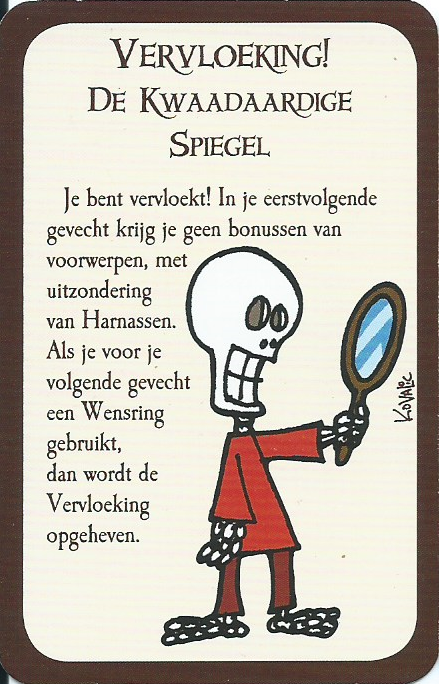 VERVLOEKING!
DE KWAADAARDIGE
SPIEGEL
Je bent vervloekt! In je eerstvolgende
gevecht krijg je geen bonussen van
voorwerpen, met
uitzondering
van Harnassen.
Als je voor je
volgende gevecht
een Wensring
gebruikt,
dan wordt de
Vervloeking
opgeheven.
KOVALIC